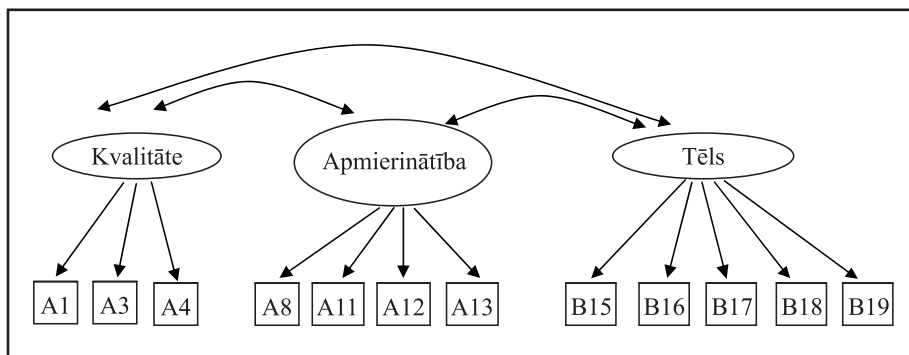 Kvalitāte
Apmierinātība
Tēls
A1 A3 A4 A8 A11 A12 A13 B15 B16 B17 B18 B19